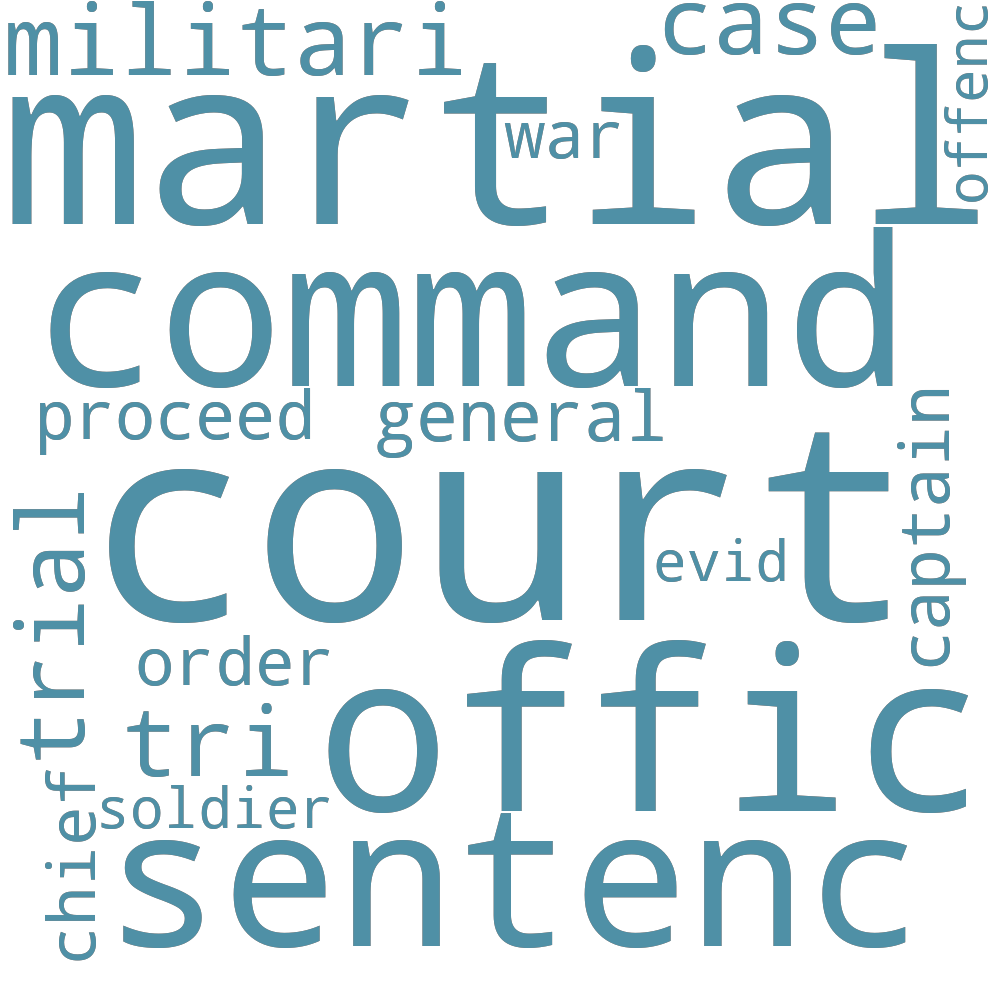 militari
case
offenc
martial
war
command
proceed
general
captain
court
trial
evid
order
offic
tri
chief
soldier
sentenc